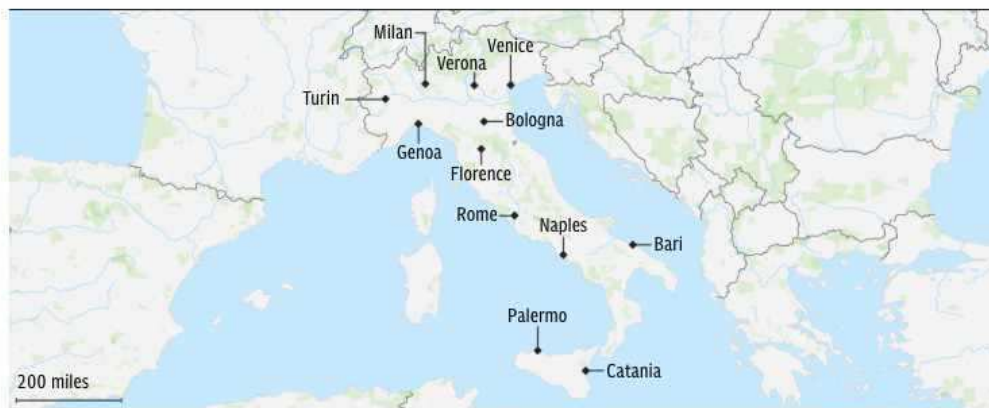 Milan
Venice
Verona
Turin
Bologna
Genoa
Florence
Rome
Naples
Bari
Palermo
Catania
200 miles